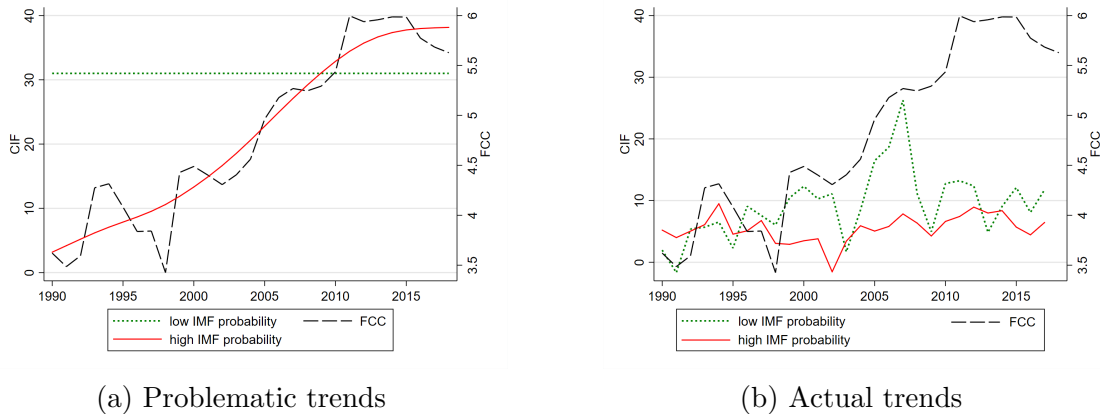 40
30
20
10
0
CIF
6
5.5
5
4.5
4
3.5
FCC
1990 1995 2000 2005 2010 2015
low IMF probability FCC
high IMF probability
(a) Problematic trends
40
30
20
10
0
CIF
6
5.5
5
4.5
4
3.5
FCC
1990 1995 2000 2005 2010 2015
low IMF probability FCC
high IMF probability
(b) Actual trends